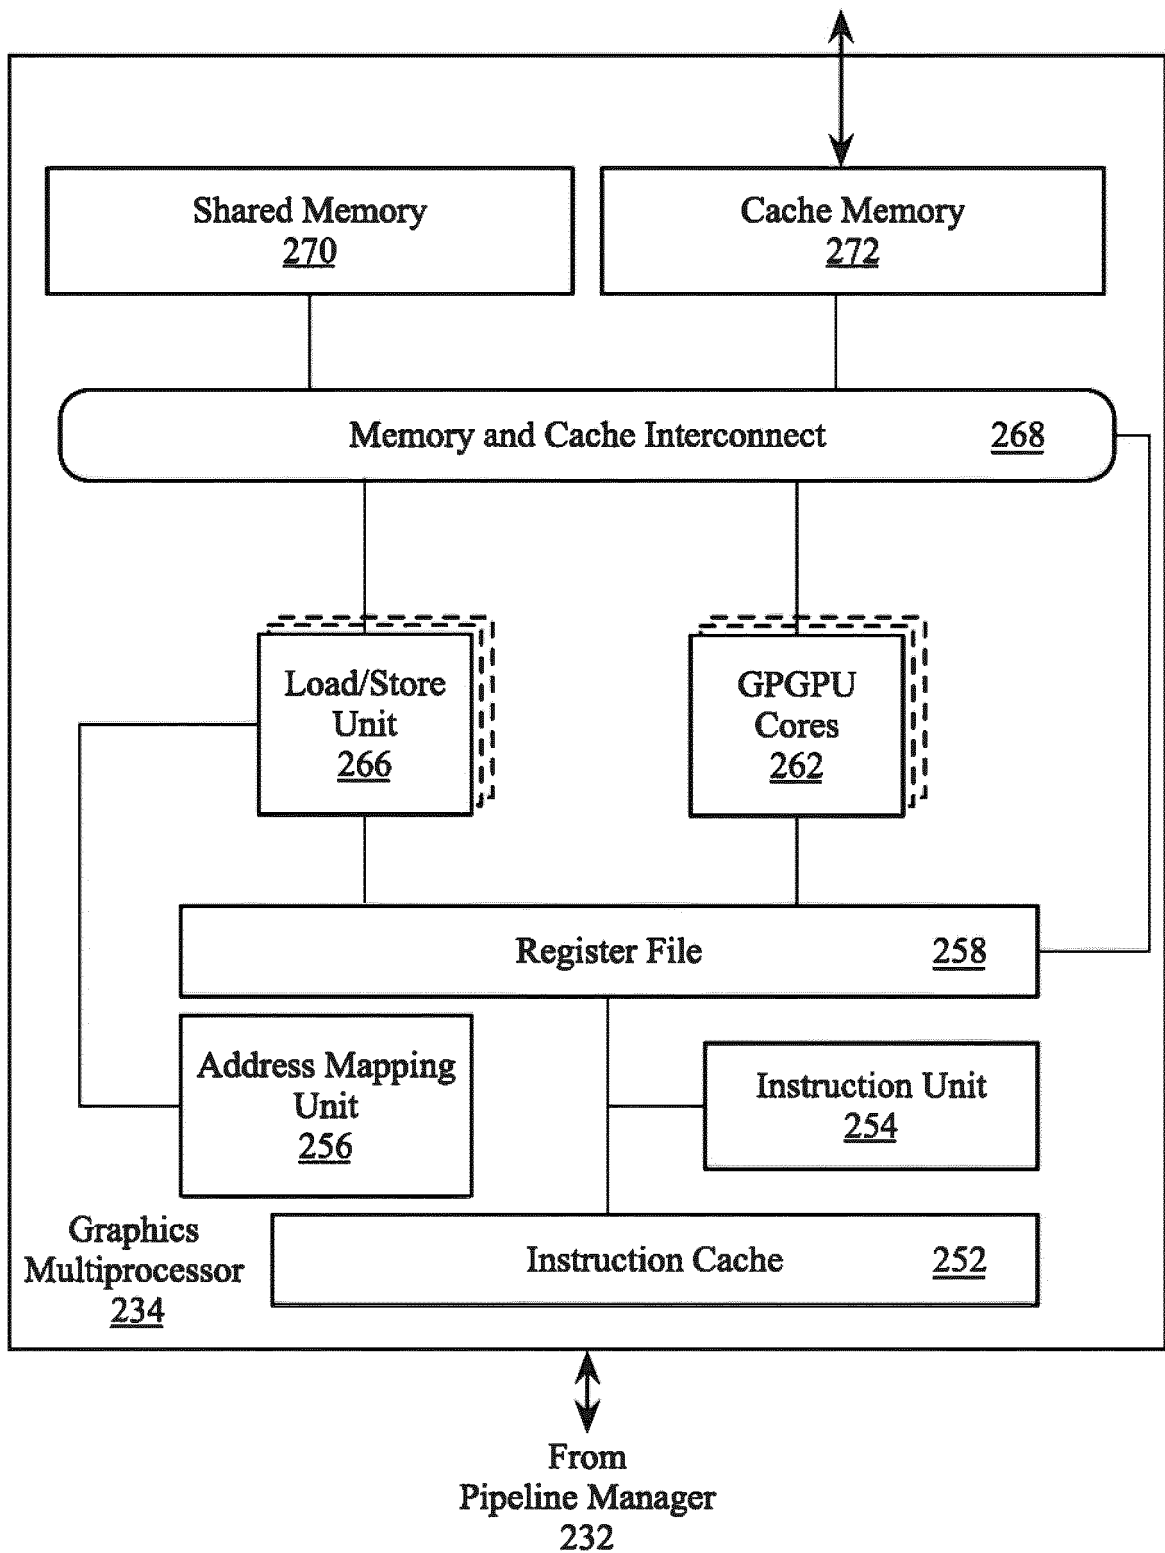 Shared Memory
270
Cache Memory
272
Memory and Cache Interconnect 268
Load/Store
Unit
266
GPGPU
Cores
262
Register File 258
Address Mapping
Unit
256
Instruction Unit
254
Graphics
Multiprocessor
234
Instruction Cache 252
From
Pipeline Manager
232